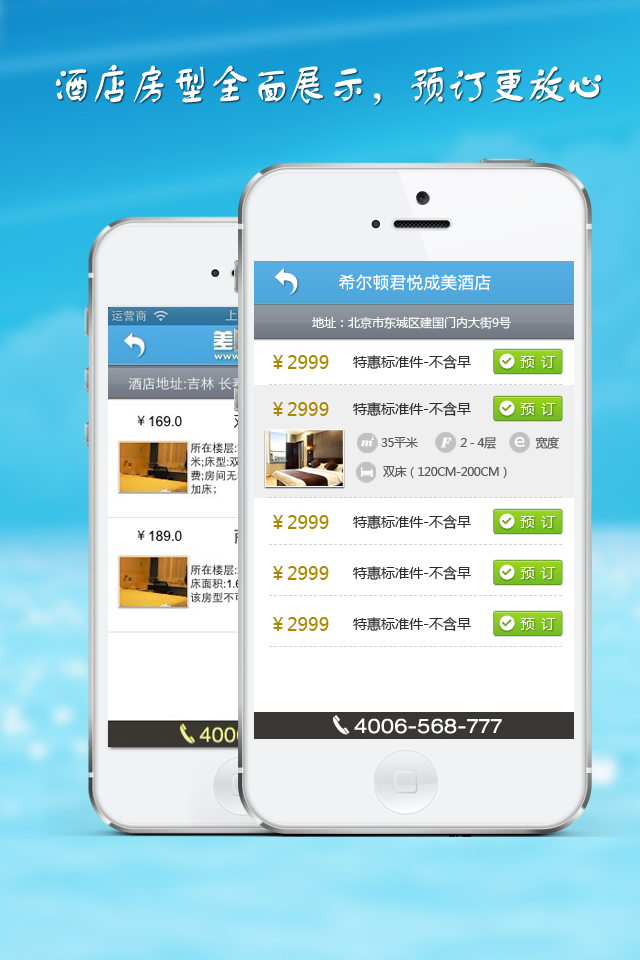 酒店房型全面展示，预订更放心
希尔顿君悦成美酒店
地址：北京市东城区建国门内大街9号
¥2999 特惠标准件-不含早 预 订
¥2999 特惠标准件-不含早 预 订
m² 35平米 F 2 - 4层 e 宽度
双床（120CM-200CM）
¥2999 特惠标准件-不含早 预 订
¥2999 特惠标准件-不含早 预 订
¥2999 特惠标准件-不含早 预 订
4006-568-777
运营商 上
差
www.
酒店地址:吉林 长
¥169.0
所在楼层:
米;床型:双
费;房间无
加床;
¥189.0
所在楼层:
床面积:1.
该房型不可
400